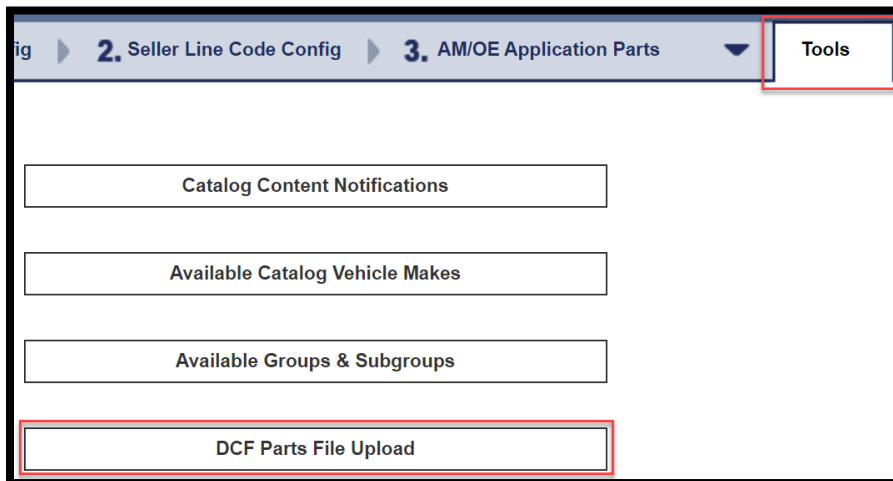 ig 2. Seller Line Code Config 3. AM/OE Application Parts Tools
Catalog Content Notifications
Available Catalog Vehicle Makes
Available Groups & Subgroups
DCF Parts File Upload